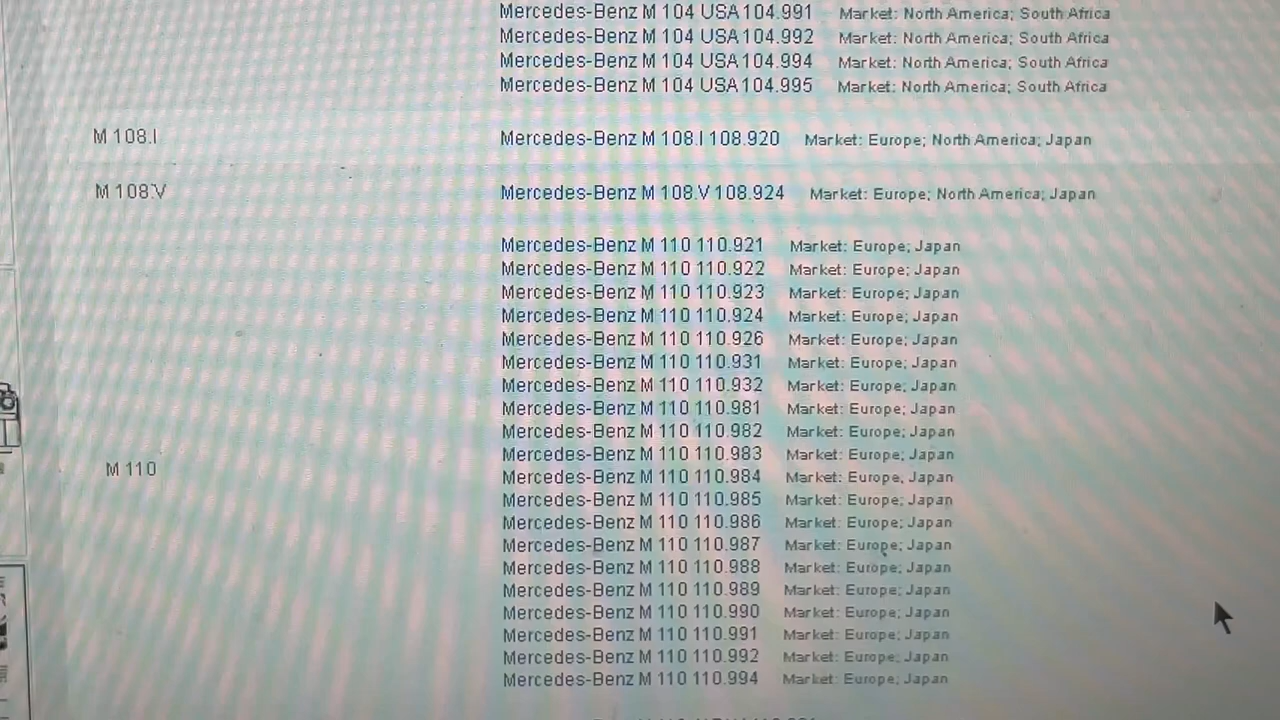 Mercedes-Benz M 104 USA 104.991 Market: North America; South Africa
Mercedes-Benz M 104 USA 104.992 Market: North America; South Africa
Mercedes-Benz M 104 USA 104.994 Market: North America; South Africa
Mercedes-Benz M 104 USA 104.995 Market: North America; South Africa
M 108.I Mercedes-Benz M 108.I 108.920 Market: Europe; North America; Japan
M 108.V Mercedes-Benz M 108.V 108.924 Market: Europe; North America; Japan
Mercedes-Benz M 110 110.921 Market: Europe; Japan
Mercedes-Benz M 110 110.922 Market: Europe; Japan
Mercedes-Benz M 110 110.923 Market: Europe; Japan
Mercedes-Benz M 110 110.924 Market: Europe; Japan
Mercedes-Benz M 110 110.926 Market: Europe; Japan
Mercedes-Benz M 110 110.931 Market: Europe; Japan
Mercedes-Benz M 110 110.932 Market: Europe; Japan
Mercedes-Benz M 110 110.981 Market: Europe; Japan
Mercedes-Benz M 110 110.982 Market: Europe; Japan
Mercedes-Benz M 110 110.983 Market: Europe; Japan
M 110 Mercedes-Benz M 110 110.984 Market: Europe; Japan
Mercedes-Benz M 110 110.985 Market: Europe; Japan
Mercedes-Benz M 110 110.986 Market: Europe; Japan
Mercedes-Benz M 110 110.987 Market: Europe; Japan
Mercedes-Benz M 110 110.988 Market: Europe; Japan
Mercedes-Benz M 110 110.989 Market: Europe; Japan
Mercedes-Benz M 110 110.990 Market: Europe; Japan
Mercedes-Benz M 110 110.991 Market: Europe; Japan
Mercedes-Benz M 110 110.992 Market: Europe; Japan
Mercedes-Benz M 110 110.994 Market: Europe; Japan